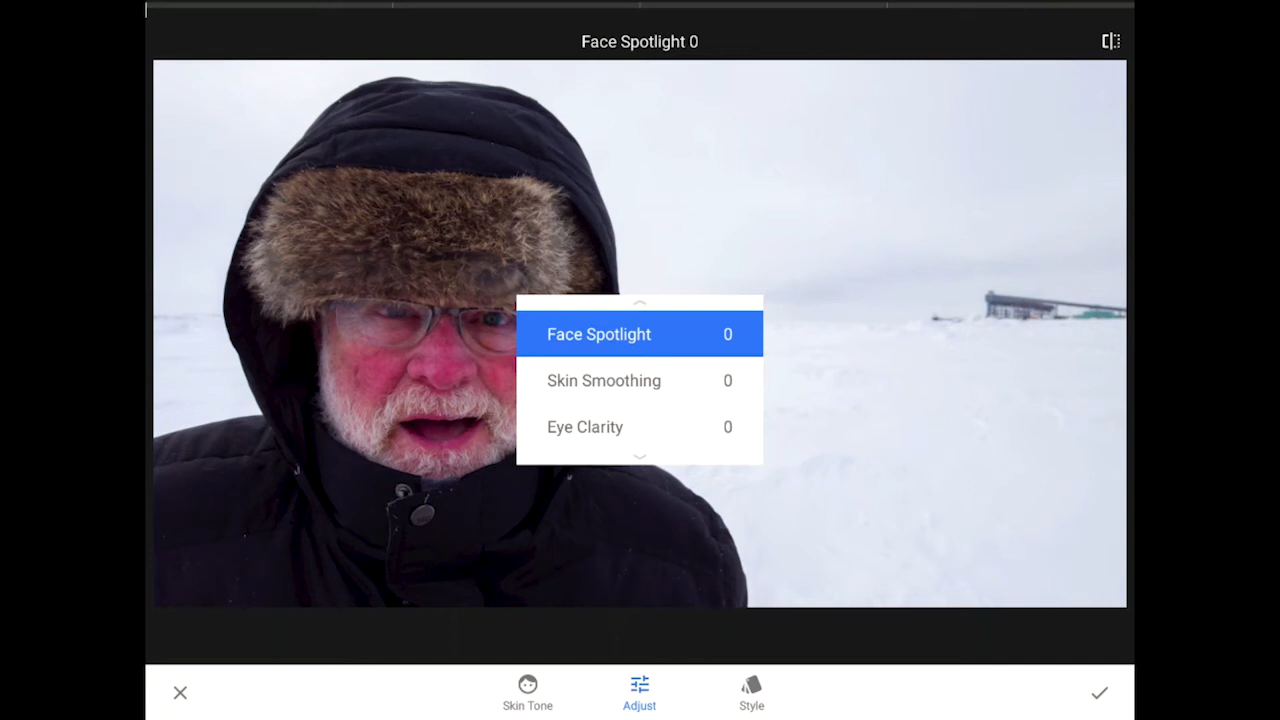 Face Spotlight 0
Face Spotlight 0
Skin Smoothing 0
Eye Clarity 0
Skin Tone
Adjust
Style